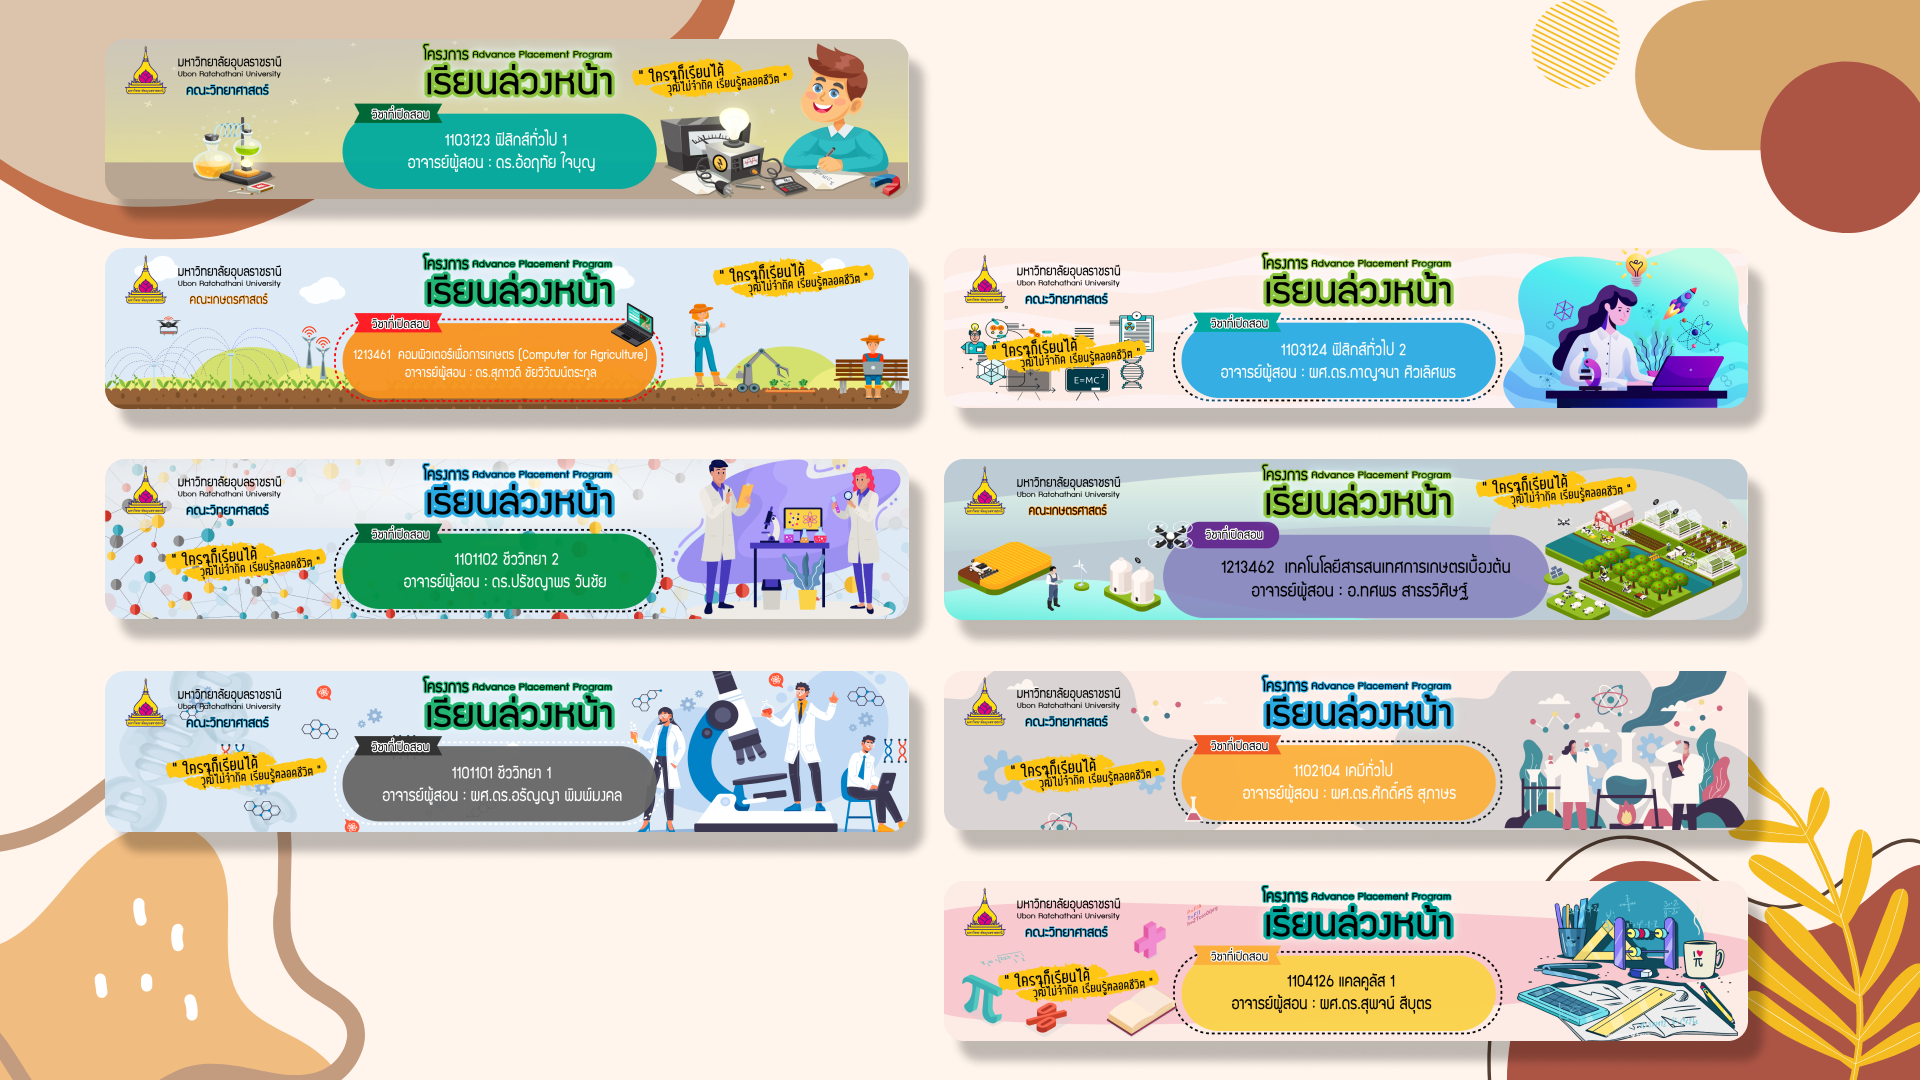 มหาวิทยาลัยอุบลราชธานี
Ubon Ratchathani University
คณะวิทยาศาสตร์
โครงการ Advance Placement Program
เรียนล่วงหน้า
" ใครๆก็เรียนได้
วุฒิไม่จำกัด เรียนรู้ตลอดชีวิต "
วิชาที่เปิดสอน
1103123 ฟิสิกส์ทั่วไป 1
อาจารย์ผู้สอน : ดร.อ้อฤทัย ใจบุญ
มหาวิทยาลัยอุบลราชธานี
Ubon Ratchathani University
คณะเกษตรศาสตร์
โครงการ Advance Placement Program
เรียนล่วงหน้า
" ใครๆก็เรียนได้
วุฒิไม่จำกัด เรียนรู้ตลอดชีวิต "
วิชาที่เปิดสอน
1213461 คอมพิวเตอร์เพื่อการเกษตร (Computer for Agriculture)
อาจารย์ผู้สอน : ดร.สุภาวดี ชัยวิวัฒน์ตระกูล
มหาวิทยาลัยอุบลราชธานี
Ubon Ratchathani University
คณะวิทยาศาสตร์
โครงการ Advance Placement Program
เรียนล่วงหน้า
" ใครๆก็เรียนได้
วุฒิไม่จำกัด เรียนรู้ตลอดชีวิต "
E=MC²
วิชาที่เปิดสอน
1103124 ฟิสิกส์ทั่วไป 2
อาจารย์ผู้สอน : ผศ.ดร.กาญจนา ศิวเลิศพร
มหาวิทยาลัยอุบลราชธานี
Ubon Ratchathani University
คณะวิทยาศาสตร์
โครงการ Advance Placement Program
เรียนล่วงหน้า
" ใครๆก็เรียนได้
วุฒิไม่จำกัด เรียนรู้ตลอดชีวิต "
วิชาที่เปิดสอน
1101102 ชีววิทยา 2
อาจารย์ผู้สอน : ดร.ปรัชญาพร วันชัย
มหาวิทยาลัยอุบลราชธานี
Ubon Ratchathani University
คณะเกษตรศาสตร์
โครงการ Advance Placement Program
เรียนล่วงหน้า
" ใครๆก็เรียนได้
วุฒิไม่จำกัด เรียนรู้ตลอดชีวิต "
วิชาที่เปิดสอน
1213462 เทคโนโลยีสารสนเทศการเกษตรเบื้องต้น
อาจารย์ผู้สอน : อ.ทศพร สารรวิศิษฐ์
มหาวิทยาลัยอุบลราชธานี
Ubon Ratchathani University
คณะวิทยาศาสตร์
โครงการ Advance Placement Program
เรียนล่วงหน้า
" ใครๆก็เรียนได้
วุฒิไม่จำกัด เรียนรู้ตลอดชีวิต "
วิชาที่เปิดสอน
1101101 ชีววิทยา 1
อาจารย์ผู้สอน : ผศ.ดร.อรัญญา พิมพ์มงคล
มหาวิทยาลัยอุบลราชธานี
Ubon Ratchathani University
คณะวิทยาศาสตร์
โครงการ Advance Placement Program
เรียนล่วงหน้า
" ใครๆก็เรียนได้
วุฒิไม่จำกัด เรียนรู้ตลอดชีวิต "
วิชาที่เปิดสอน
1102104 เคมีทั่วไป
อาจารย์ผู้สอน : ผศ.ดร.ศักดิ์ศรี สุภาษร
มหาวิทยาลัยอุบลราชธานี
Ubon Ratchathani University
คณะวิทยาศาสตร์
โครงการ Advance Placement Program
เรียนล่วงหน้า
" ใครๆก็เรียนได้
วุฒิไม่จำกัด เรียนรู้ตลอดชีวิต "
วิชาที่เปิดสอน
1104126 แคลคูลัส 1
อาจารย์ผู้สอน : ผศ.ดร.สุพจน์ สีบุตร
I ♥ π